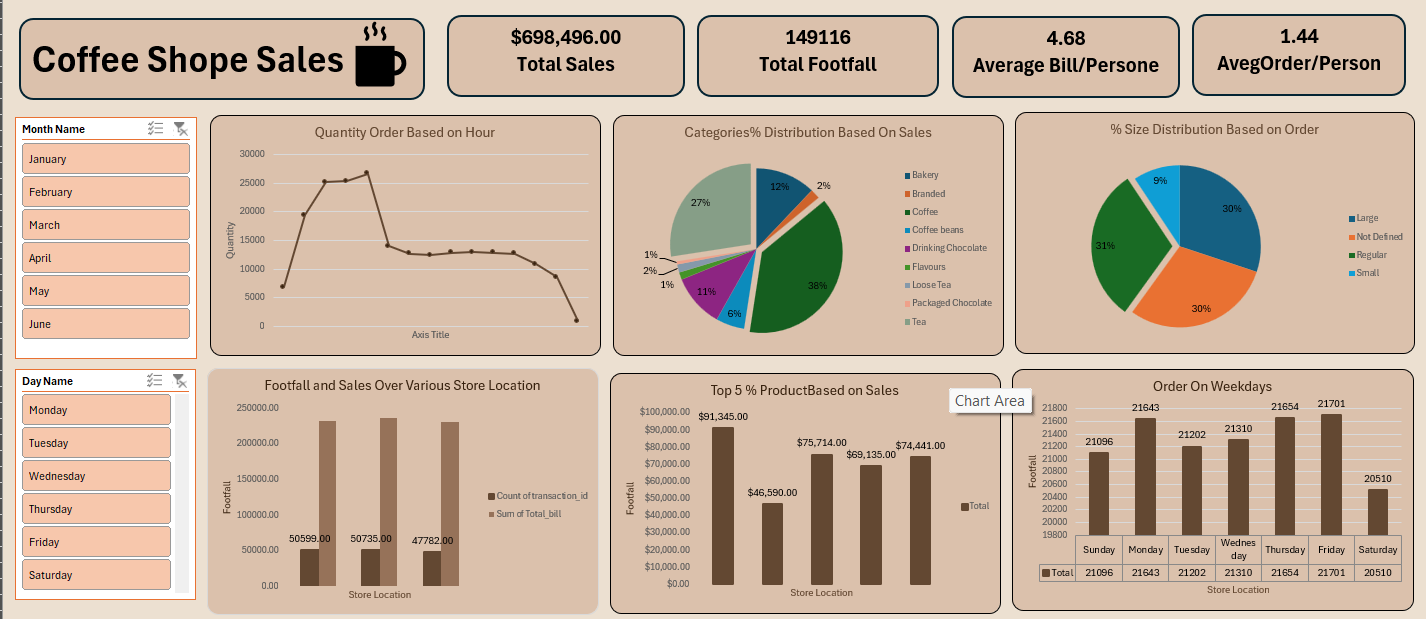 Coffee Shope Sales
$698,496.00
Total Sales
149116
Total Footfall
4.68
Average Bill/Persone
1.44
AvegOrder/Person
Month Name
January
February
March
April
May
June
Quantity Order Based on Hour
30000
25000
20000
15000
10000
5000
0
Quantity
Axis Title
Categories% Distribution Based On Sales
12%
2%
38%
6%
11%
1%
2%
1%
27%
Bakery
Branded
Coffee
Coffee beans
Drinking Chocolate
Flavours
Loose Tea
Packaged Chocolate
Tea
% Size Distribution Based on Order
30%
30%
31%
9%
Large
Not Defined
Regular
Small
Day Name
Monday
Tuesday
Wednesday
Thursday
Friday
Saturday
Footfall and Sales Over Various Store Location
250000.00
200000.00
150000.00
100000.00
50000.00
0.00
Footfall
50599.00 50735.00 47782.00
Store Location
Count of transaction_id
Sum of Total_bill
Top 5 % ProductBased on Sales
$100,000.00
$90,000.00
$80,000.00
$70,000.00
$60,000.00
$50,000.00
$40,000.00
$30,000.00
$20,000.00
$10,000.00
$0.00
Footfall
$91,345.00
$46,590.00
$75,714.00
$69,135.00
$74,441.00
Store Location
Total
Chart Area
Order On Weekdays
21800
21600
21400
21200
21000
20800
20600
20400
20200
20000
19800
Footfall
21096
21643
21202
21310
21654
21701
20510
Sunday Monday Tuesday Wednes Thursday Friday Saturday
day
Total 21096 21643 21202 21310 21654 21701 20510
Store Location